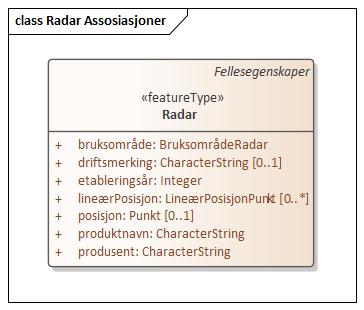 class Radar Assosiasjoner
Fellesegenskaper
«featureType»
Radar
+ bruksområde: BruksområdeRadar
+ driftsmerking: CharacterString [0..1]
+ etableringsår: Integer
+ lineærPosisjon: LineærPosisjonPunkt [0..*]
+ posisjon: Punkt [0..1]
+ produktnavn: CharacterString
+ produsent: CharacterString